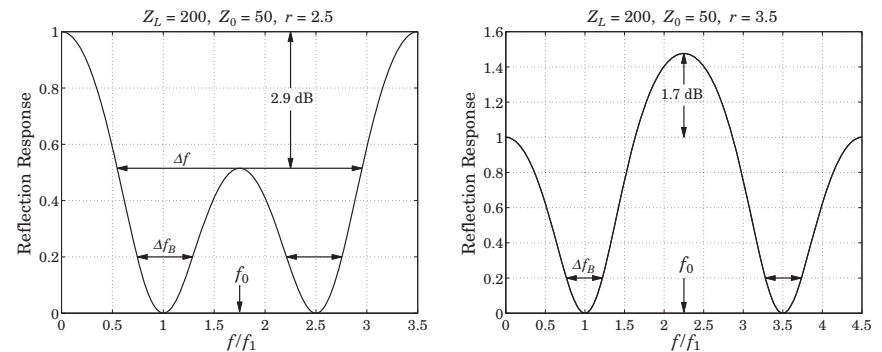 Z_L = 200, Z_0 = 50, r = 2.5
Reflection Response
1
0.8
0.6
0.4
0.2
0
2.9 dB
Δf
Δf_B
f_0
0 0.5 1 1.5 2 2.5 3 3.5
f/f_1
Z_L = 200, Z_0 = 50, r = 3.5
Reflection Response
1.6
1.4
1.2
1
0.8
0.6
0.4
0.2
0
1.7 dB
Δf_B
f_0
0 0.5 1 1.5 2 2.5 3 3.5 4 4.5
f/f_1